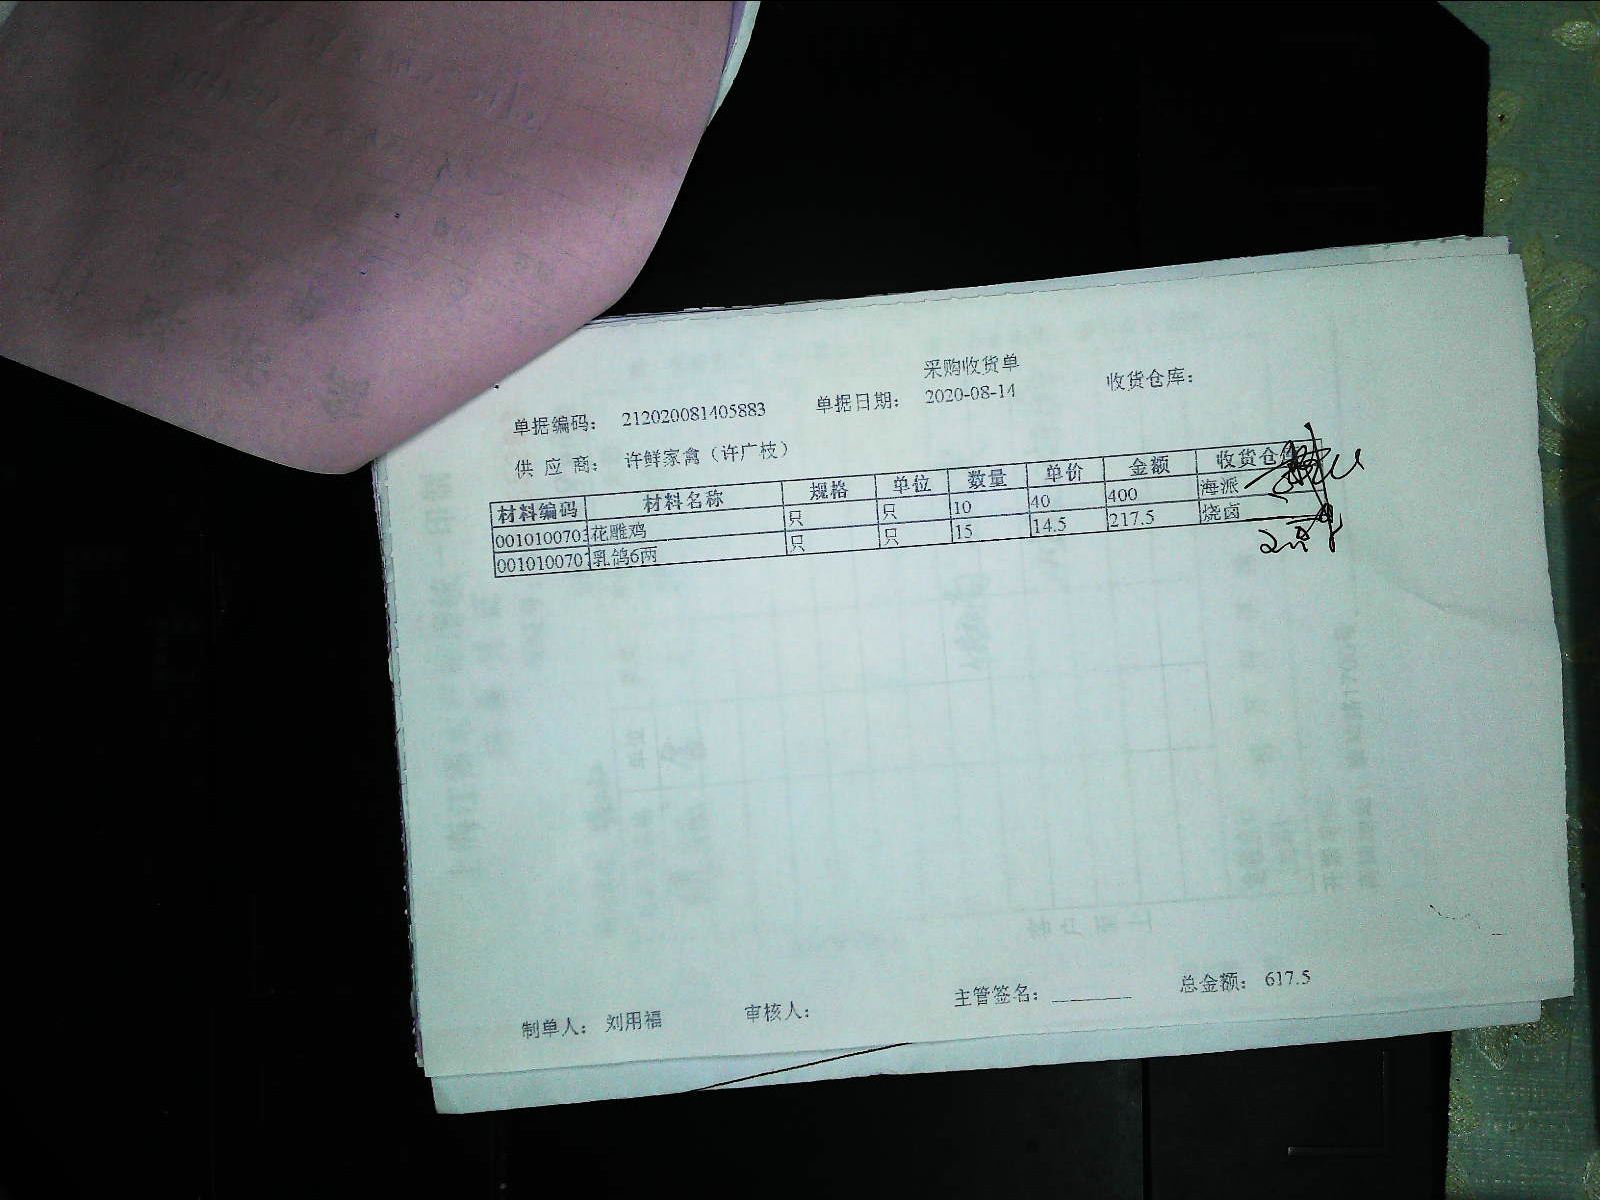 采购收货单
单据编码： 212020081405883 单据日期： 2020-08-14 收货仓库：
供 应 商： 许鲜家禽（许广枝）
材料编码 材料名称 规格 单位 数量 单价 金额 收货仓
001010070 花雕鸡 只 只 10 40 400 海派
001010070 乳鸽6两 只 只 15 14.5 217.5 烧卤
制单人： 刘用福 审核人： 主管签名： 总金额： 617.5